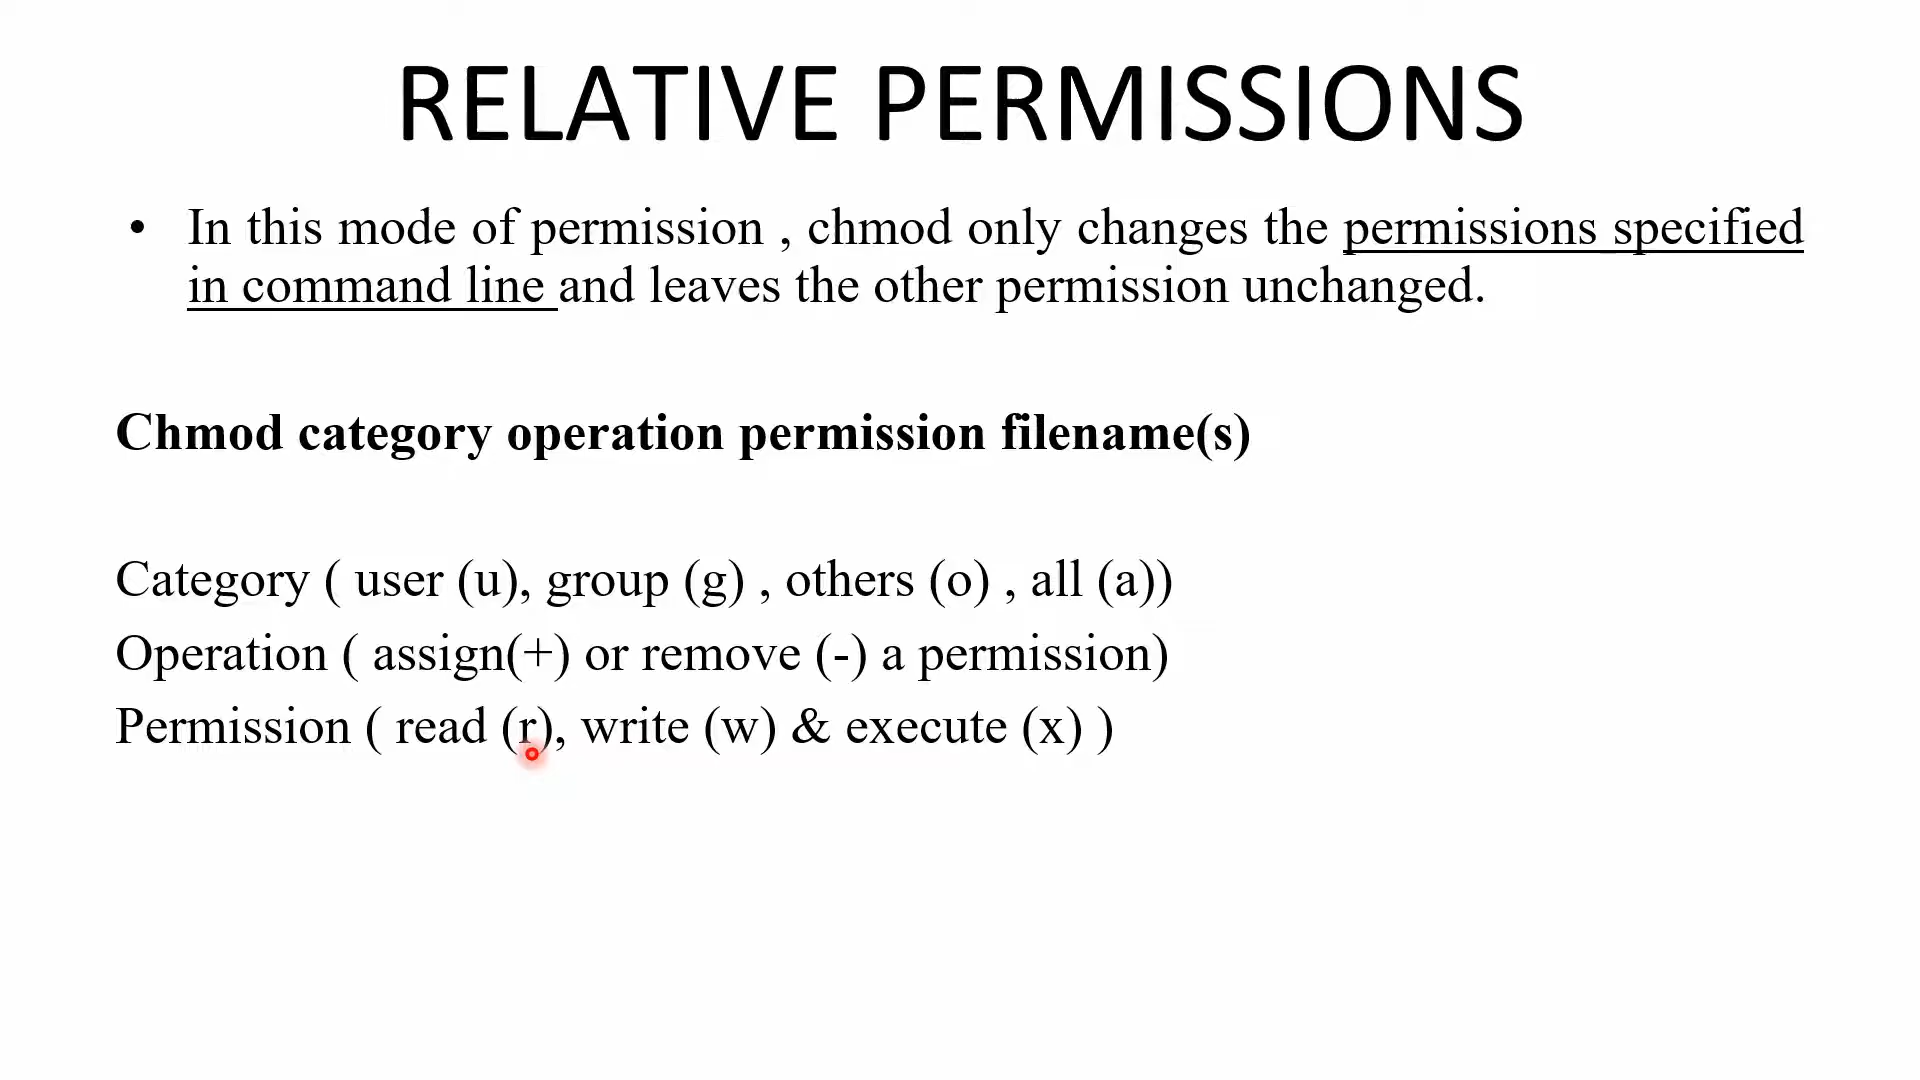 RELATIVE PERMISSIONS
• In this mode of permission , chmod only changes the permissions specified
in command line and leaves the other permission unchanged.
Chmod category operation permission filename(s)
Category ( user (u), group (g) , others (o) , all (a))
Operation ( assign(+) or remove (-) a permission)
Permission ( read (r), write (w) & execute (x) )